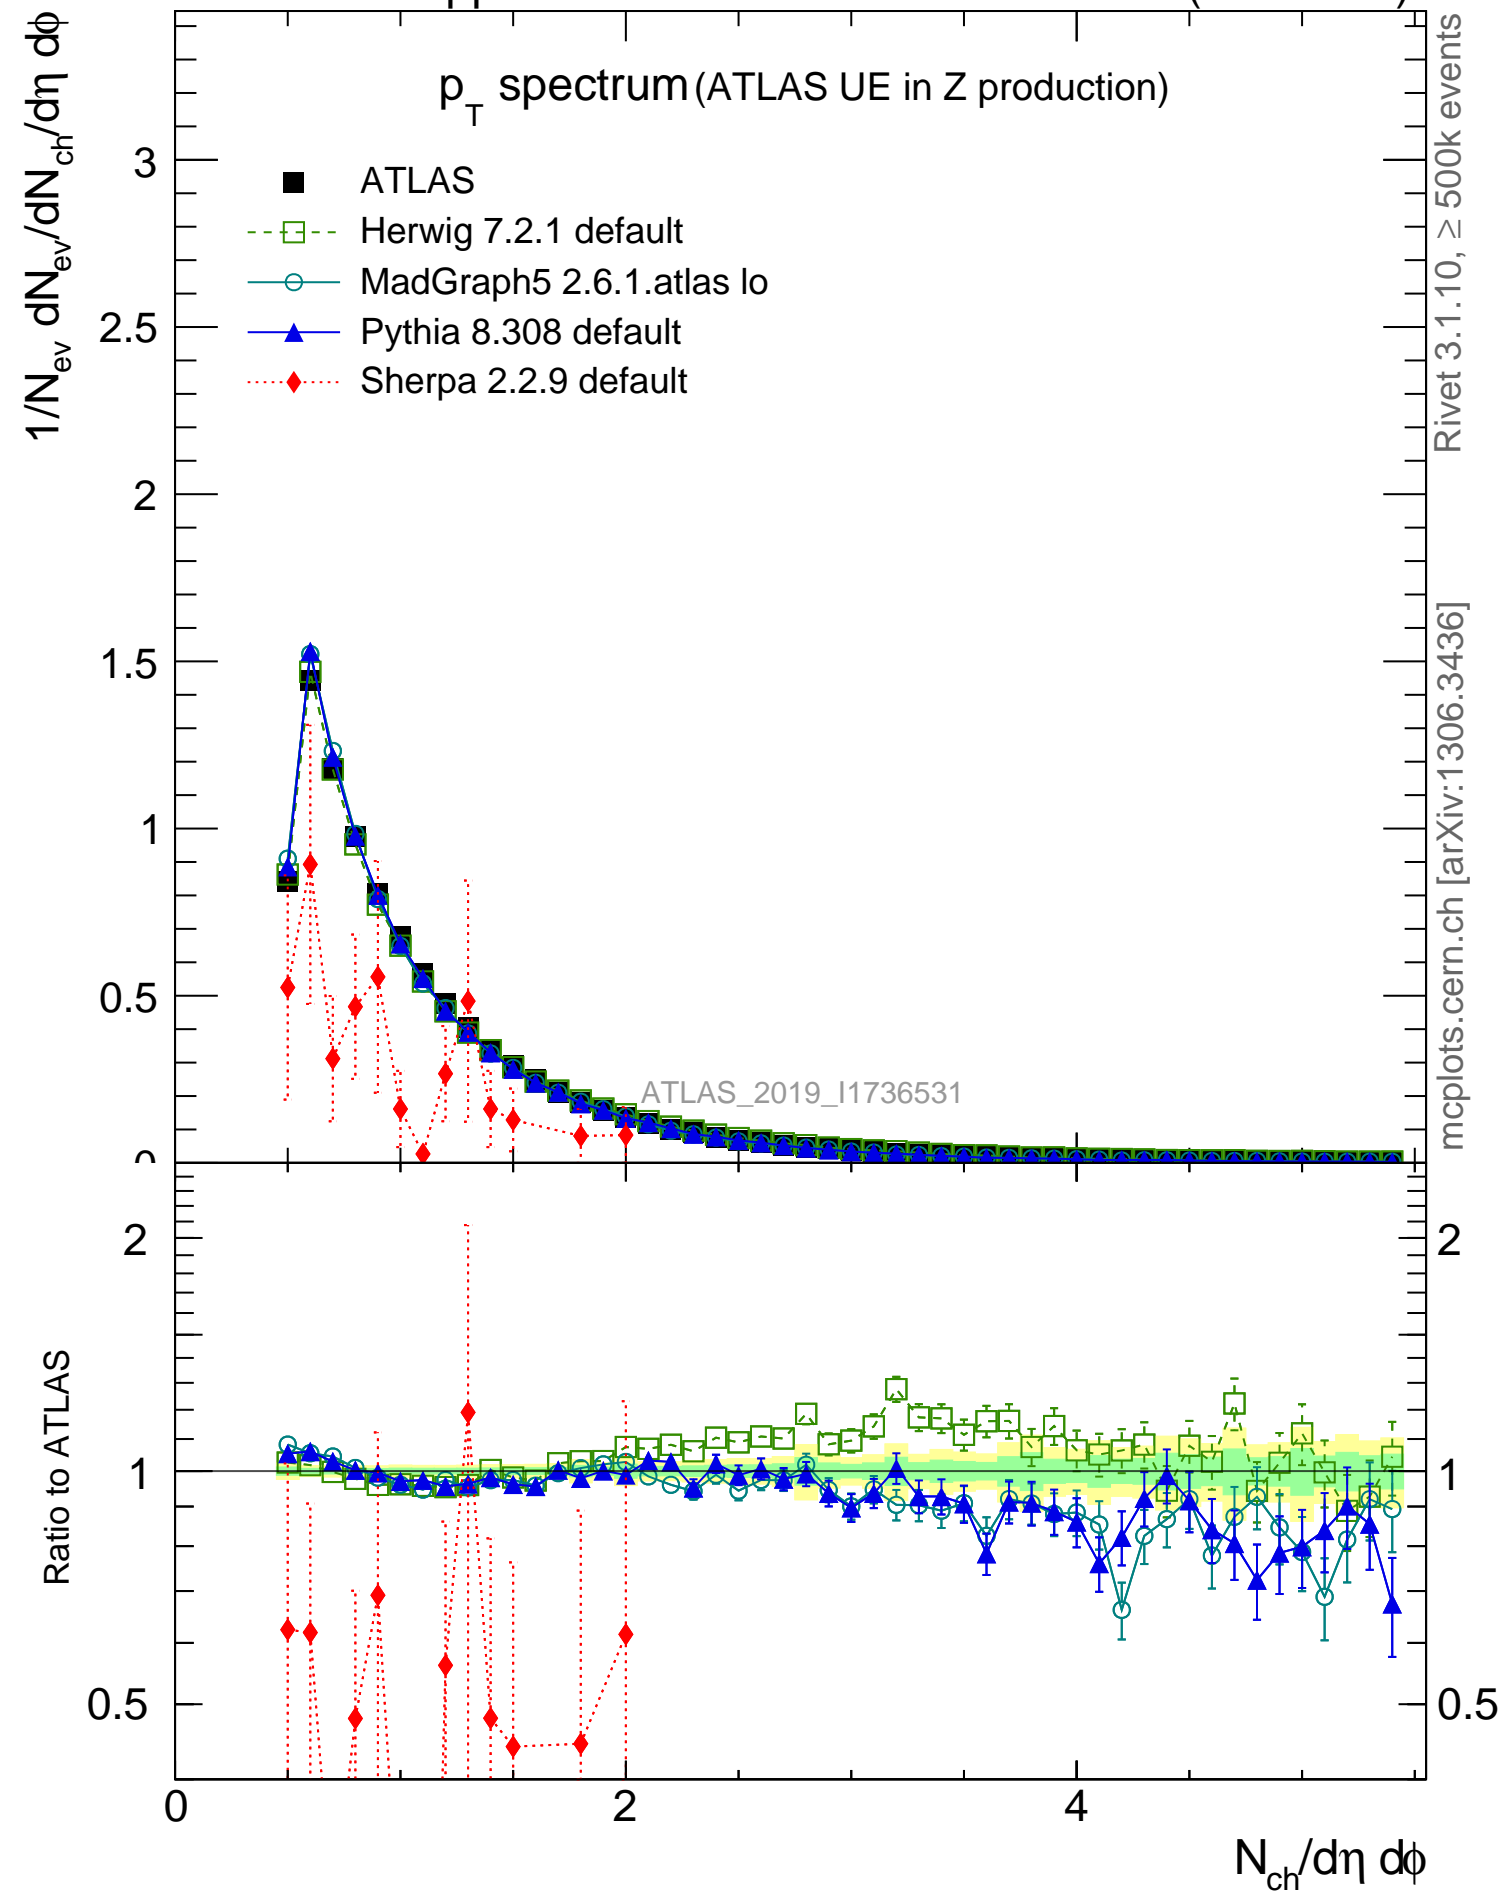 p_T spectrum (ATLAS UE in Z production)
ATLAS
Herwig 7.2.1 default
MadGraph5 2.6.1.atlas lo
Pythia 8.308 default
Sherpa 2.2.9 default
1/N_ev dN_ev/dN_ch/dη dϕ
3
2.5
2
1.5
1
0.5
0
ATLAS_2019_I1736531
Rivet 3.1.10, ≥ 500k events
mcplots.cern.ch [arXiv:1306.3436]
Ratio to ATLAS
2
1
0.5
2
1
0.5
0
2
4
N_ch/dη dϕ